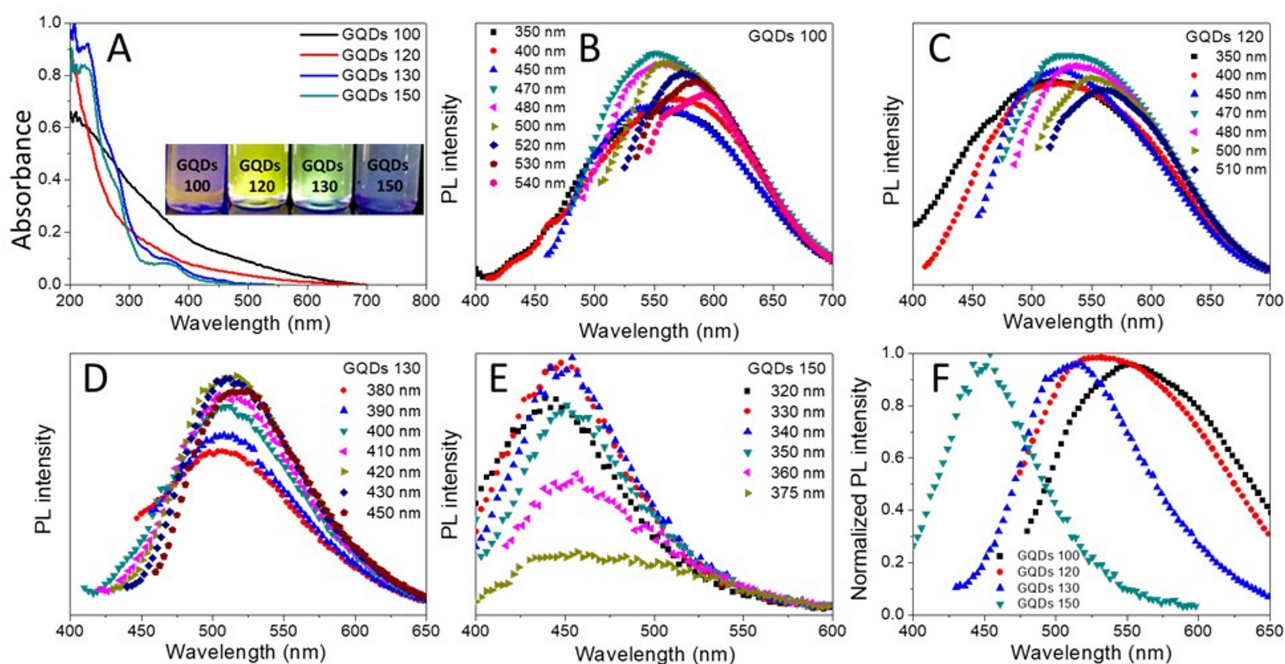 A
GQDs 100
GQDs 120
GQDs 130
GQDs 150
GQDs
100
GQDs
120
GQDs
130
GQDs
150
1.0
0.8
0.6
0.4
0.2
0.0
Absorbance
200 300 400 500 600 700 800
Wavelength (nm)
B
GQDs 100
350 nm
400 nm
450 nm
470 nm
480 nm
500 nm
520 nm
530 nm
540 nm
PL intensity
400 450 500 550 600 650 700
Wavelength (nm)
C
GQDs 120
350 nm
400 nm
450 nm
470 nm
480 nm
500 nm
510 nm
PL intensity
400 450 500 550 600 650 700
Wavelength (nm)
D
GQDs 130
380 nm
390 nm
400 nm
410 nm
420 nm
430 nm
450 nm
PL intensity
400 450 500 550 600 650
Wavelength (nm)
E
GQDs 150
320 nm
330 nm
340 nm
350 nm
360 nm
375 nm
PL intensity
400 450 500 550 600
Wavelength (nm)
F
1.0
0.8
0.6
0.4
0.2
0.0
Normalized PL intensity
GQDs 100
GQDs 120
GQDs 130
GQDs 150
400 450 500 550 600 650
Wavelength (nm)